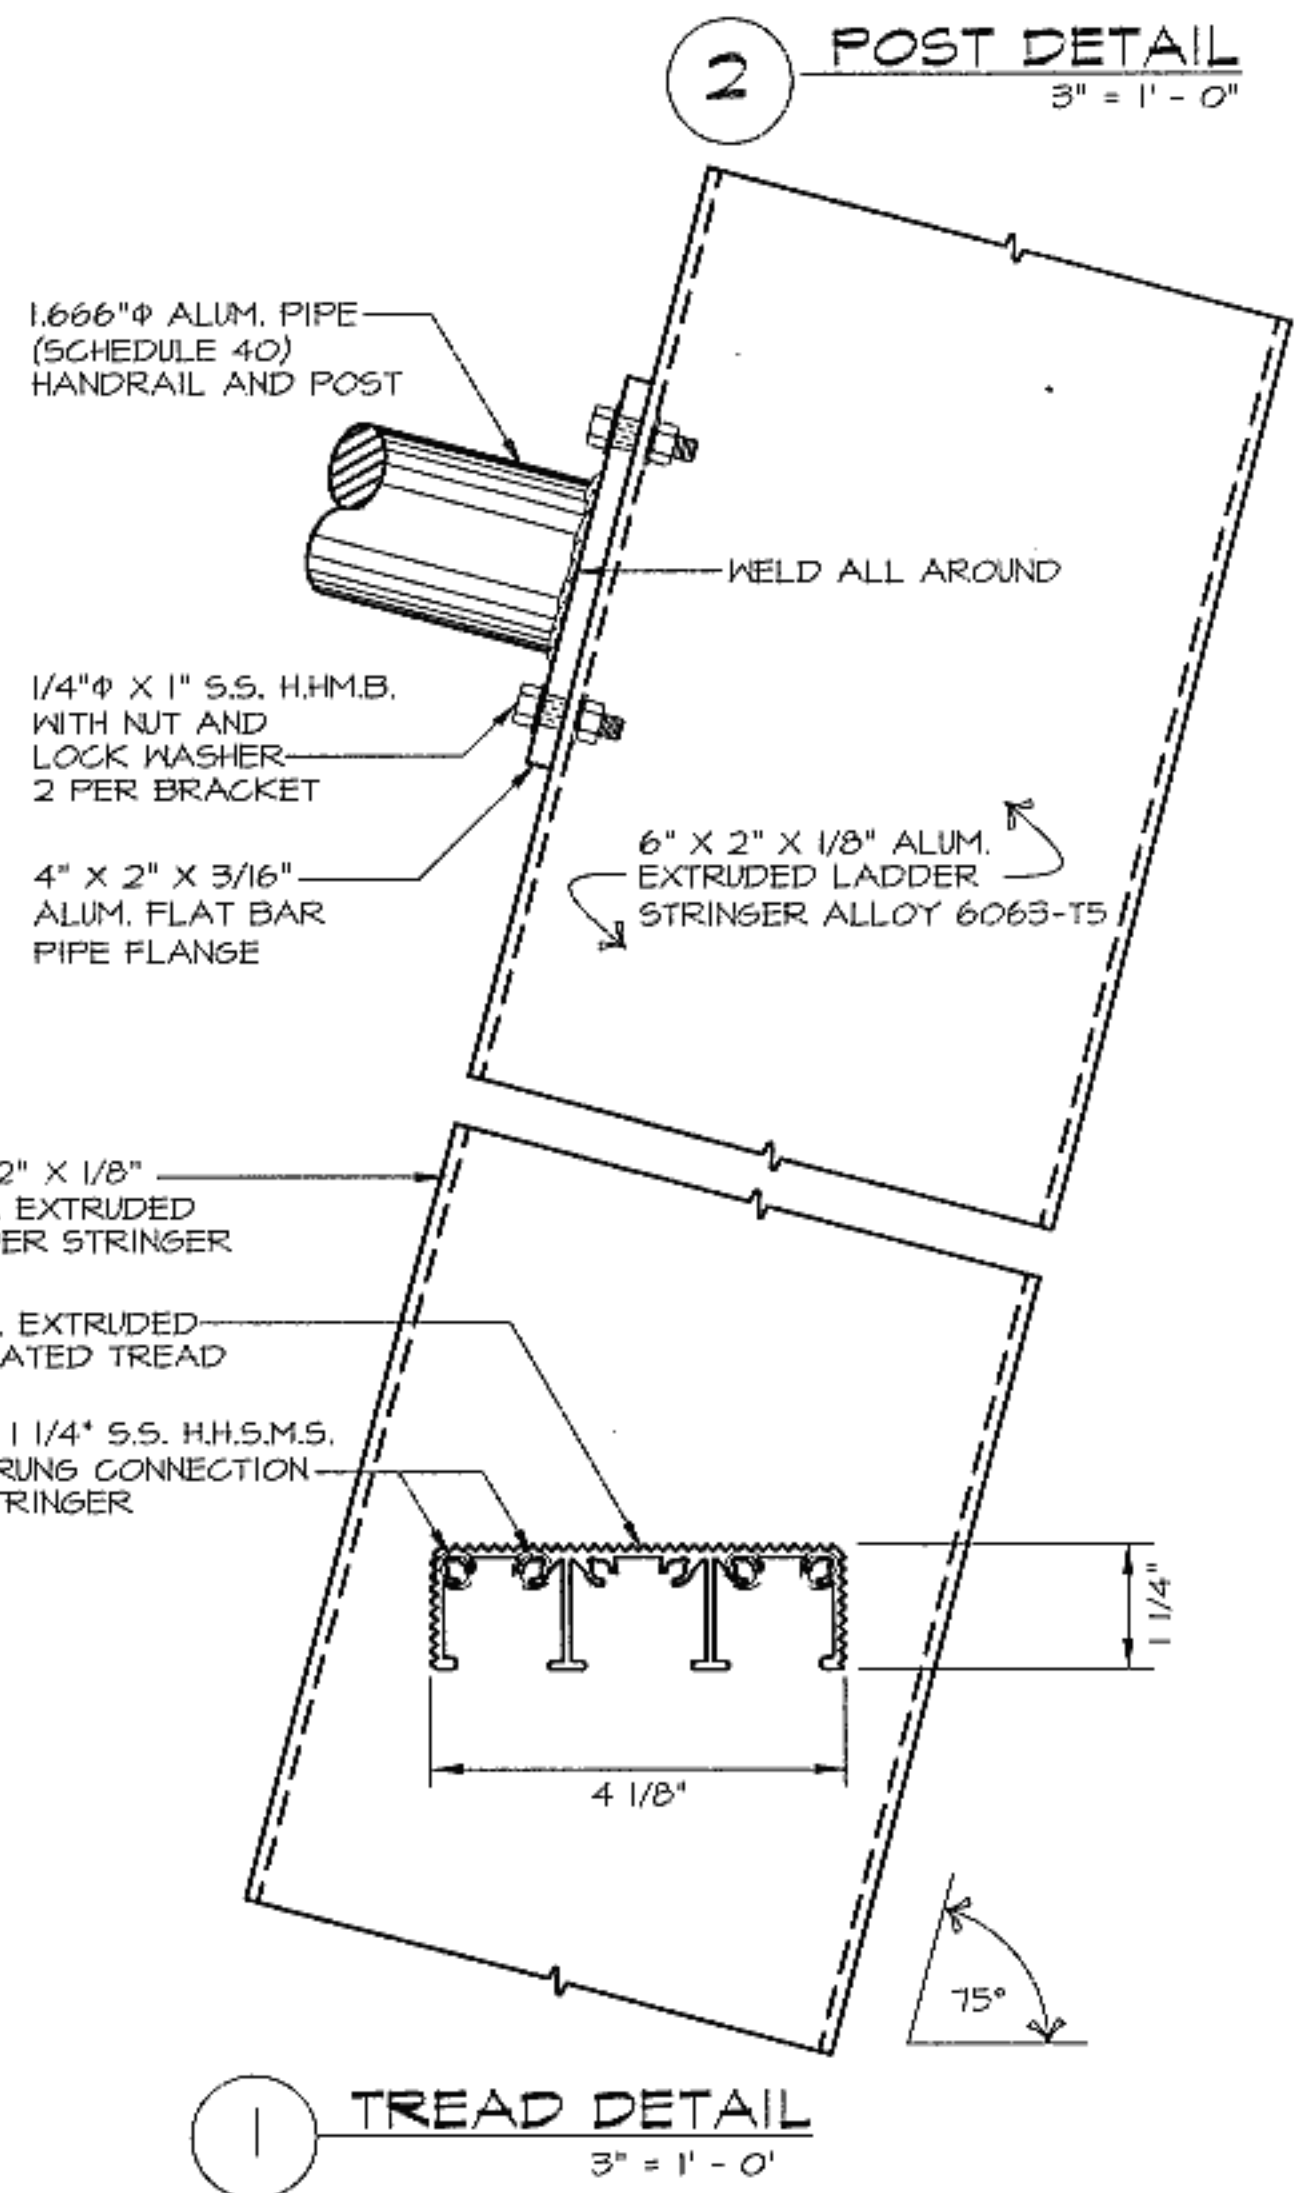 2
POST DETAIL
3" = 1' - 0"
1.666"Φ ALUM. PIPE
(SCHEDULE 40)
HANDRAIL AND POST
WELD ALL AROUND
1/4"Φ X 1" S.S. H.HM.B.
WITH NUT AND
LOCK WASHER
2 PER BRACKET
4" X 2" X 3/16"
ALUM. FLAT BAR
PIPE FLANGE
6" X 2" X 1/8" ALUM.
EXTRUDED LADDER
STRINGER ALLOY 6063-T5
2" X 1/8"
. EXTRUDED
ER STRINGER
. EXTRUDED
ATED TREAD
1 1/4" S.S. H.H.S.M.S.
RUNG CONNECTION
TRINGER
1 1/4"
4 1/8"
75°
1
TREAD DETAIL
3" = 1' - 0'